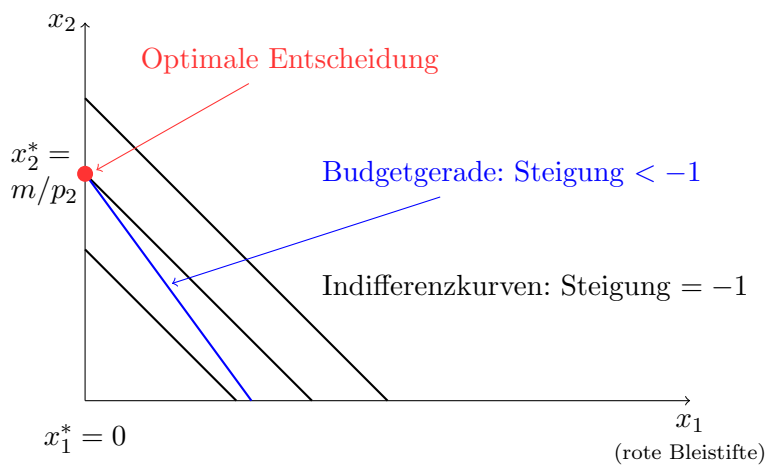 x₂
Optimale Entscheidung
x₂* =
m/p₂
Budgetgerade: Steigung < −1
Indifferenzkurven: Steigung = −1
x₁* = 0
x₁
(rote Bleistifte)